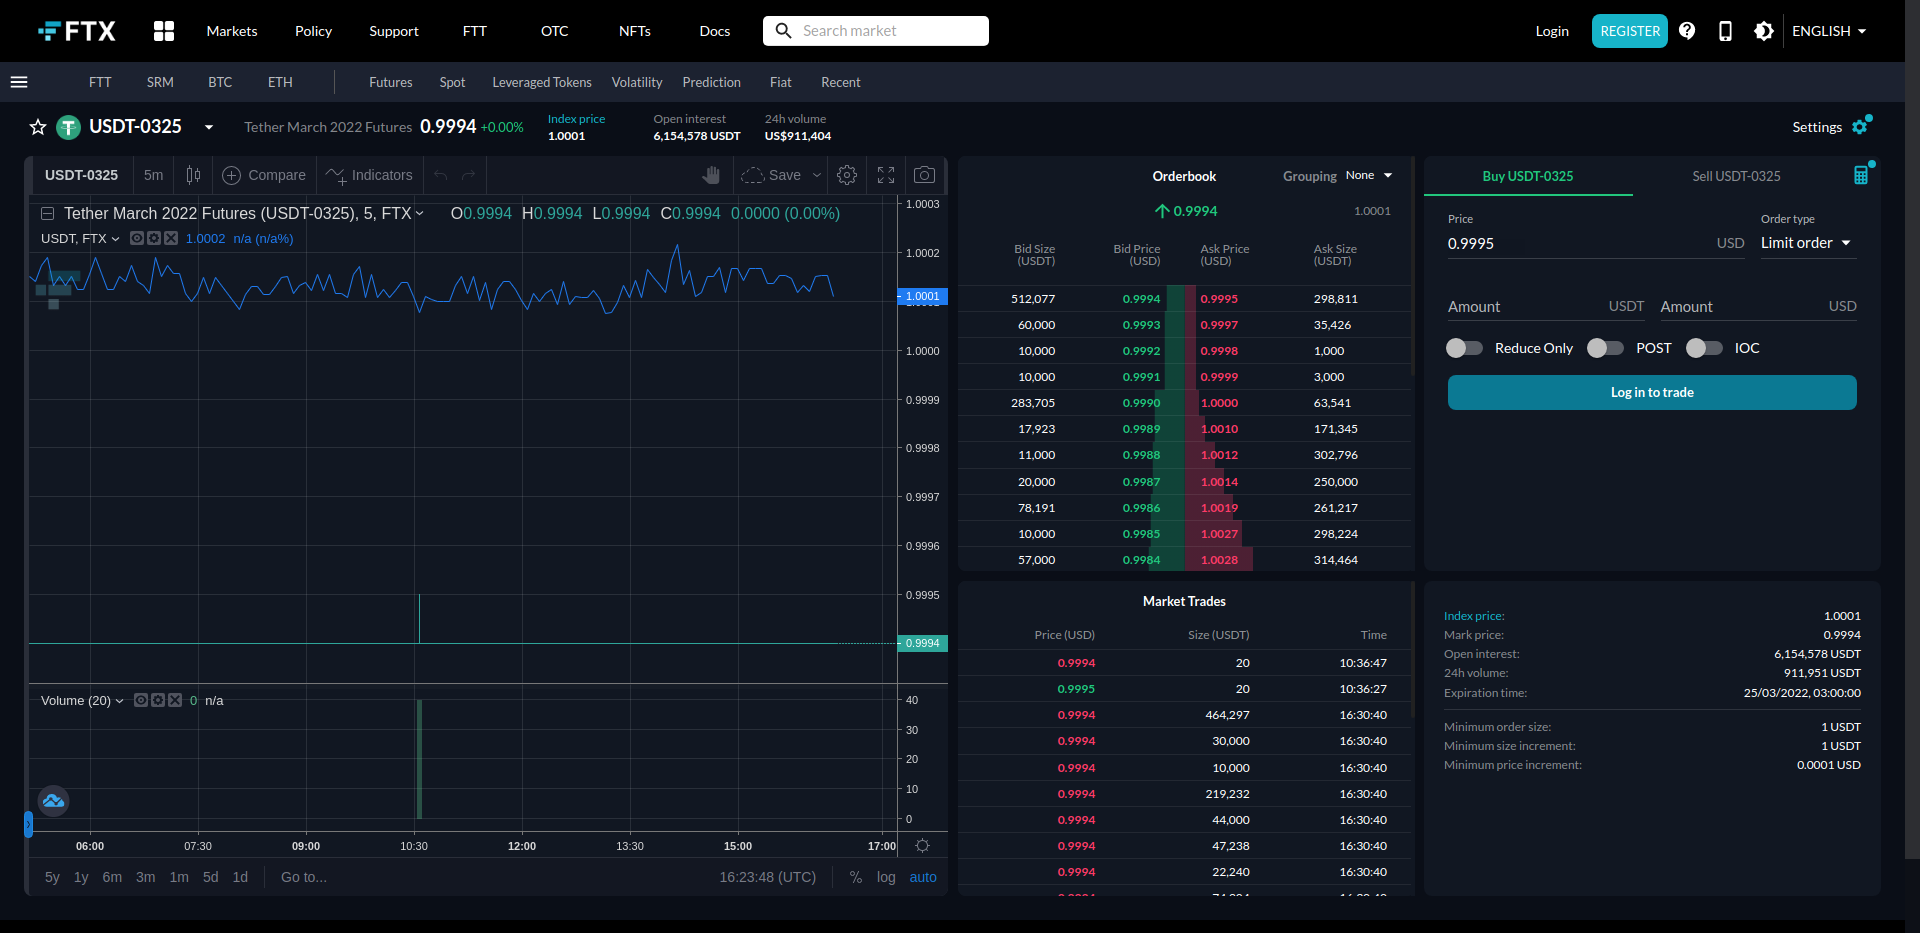 FTX Markets Policy Support FTT OTC NFTs Docs Search market Login REGISTER ENGLISH
FTT SRM BTC ETH Futures Spot Leveraged Tokens Volatility Prediction Fiat Recent
USDT-0325 Tether March 2022 Futures 0.9994 +0.00%
Index price
1.0001
Open interest
6,154,578 USDT
24h volume
US$911,404
Settings
USDT-0325 5m Compare Indicators Save
Tether March 2022 Futures (USDT-0325), 5, FTX O0.9994 H0.9994 L0.9994 C0.9994 0.0000 (0.00%)
USDT, FTX 1.0002 n/a (n/a%)
1.0003
1.0002
1.0001
1.0000
0.9999
0.9998
0.9997
0.9996
0.9995
0.9994
Volume (20) 0 n/a
40
30
20
10
0
06:00 07:30 09:00 10:30 12:00 13:30 15:00 17:00
5y 1y 6m 3m 1m 5d 1d Go to... 16:23:48 (UTC) % log auto
Orderbook Grouping None
0.9994 1.0001
Bid Size (USDT) Bid Price (USD) Ask Price (USD) Ask Size (USDT)
512,077 0.9994 0.9995 298,811
60,000 0.9993 0.9997 35,426
10,000 0.9992 0.9998 1,000
10,000 0.9991 0.9999 3,000
283,705 0.9990 1.0000 63,541
17,923 0.9989 1.0010 171,345
11,000 0.9988 1.0012 302,796
20,000 0.9987 1.0014 250,000
78,191 0.9986 1.0019 261,217
10,000 0.9985 1.0027 298,224
57,000 0.9984 1.0028 314,464
Market Trades
Price (USD) Size (USDT) Time
0.9994 20 10:36:47
0.9995 20 10:36:27
0.9994 464,297 16:30:40
0.9994 30,000 16:30:40
0.9994 10,000 16:30:40
0.9994 219,232 16:30:40
0.9994 44,000 16:30:40
0.9994 47,238 16:30:40
0.9994 22,240 16:30:40
Buy USDT-0325 Sell USDT-0325
Price Order type
0.9995 USD Limit order
Amount USDT Amount USD
Reduce Only POST IOC
Log in to trade
Index price: 1.0001
Mark price: 0.9994
Open interest: 6,154,578 USDT
24h volume: 911,951 USDT
Expiration time: 25/03/2022, 03:00:00
Minimum order size: 1 USDT
Minimum size increment: 1 USDT
Minimum price increment: 0.0001 USD